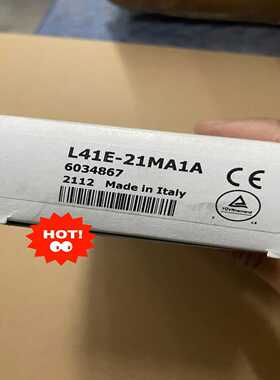 L41E-21MA1A
6034867
2112 Made in Italy
CE
HOT!